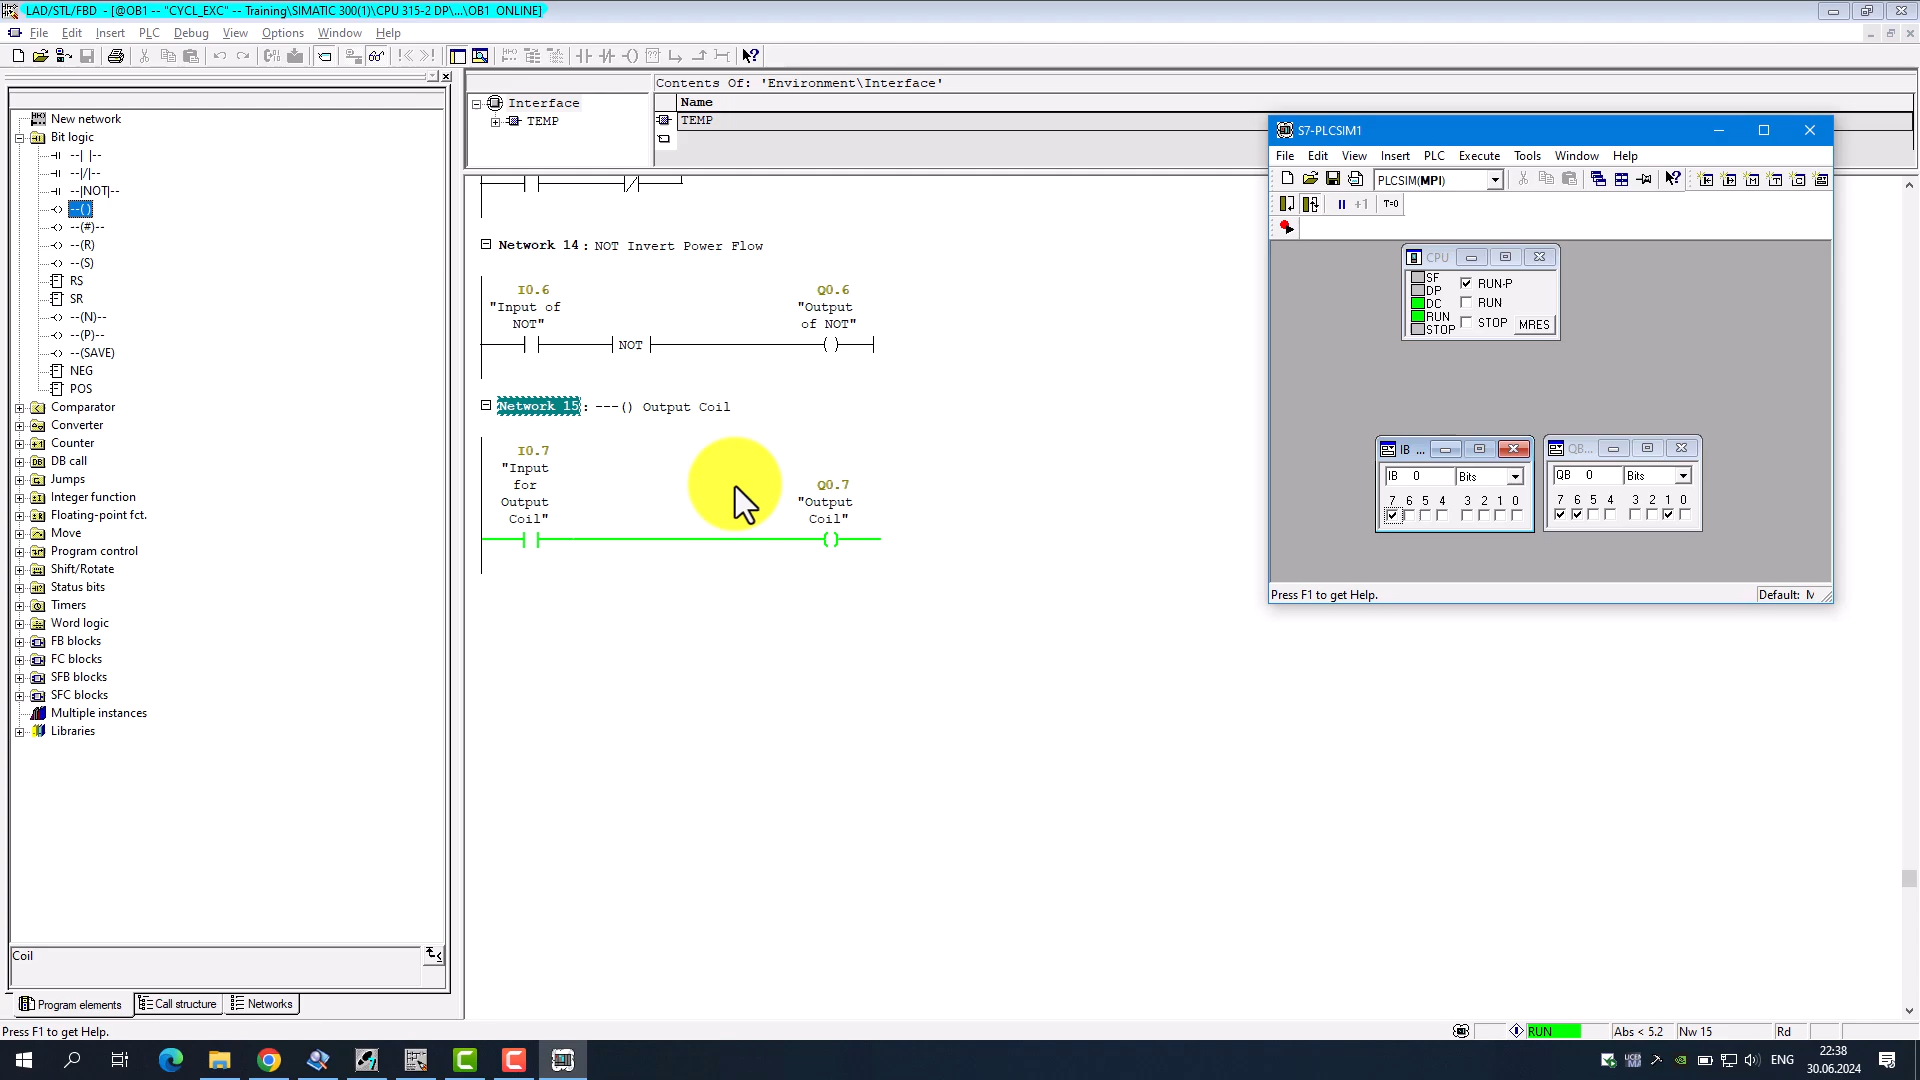 LAD/STL/FBD - [@OB1 -- "CYCL_EXC" -- Training\SIMATIC 300(1)\CPU 315-2 DP\...\OB1 ONLINE]
File Edit Insert PLC Debug View Options Window Help
New network
Bit logic
--| |--
--|/|--
--|NOT|--
--()
--(#)--
--(R)
--(S)
RS
SR
--(N)--
--(P)--
--(SAVE)
NEG
POS
Comparator
Converter
Counter
DB call
Jumps
Integer function
Floating-point fct.
Move
Program control
Shift/Rotate
Status bits
Timers
Word logic
FB blocks
FC blocks
SFB blocks
SFC blocks
Multiple instances
Libraries
Coil
Program elements Call structure Networks
Press F1 to get Help.
Contents Of: 'Environment\Interface'
Interface
TEMP
Name
TEMP
Network 14 : NOT Invert Power Flow
I0.6
"Input of
NOT"
NOT
Q0.6
"Output
of NOT"
( )
Network 15 : ---() Output Coil
I0.7
"Input
for
Output
Coil"
Q0.7
"Output
Coil"
( )
S7-PLCSIM1
File Edit View Insert PLC Execute Tools Window Help
PLCSIM(MPI)
+1 T=0
CPU
SF
DP
DC
RUN
STOP
RUN-P
RUN
STOP
MRES
IB ...
IB 0 Bits
7 6 5 4 3 2 1 0
QB...
QB 0 Bits
7 6 5 4 3 2 1 0
Press F1 to get Help.
Default: M
RUN
Abs < 5.2
Nw 15
Rd
ENG
22:38
30.06.2024